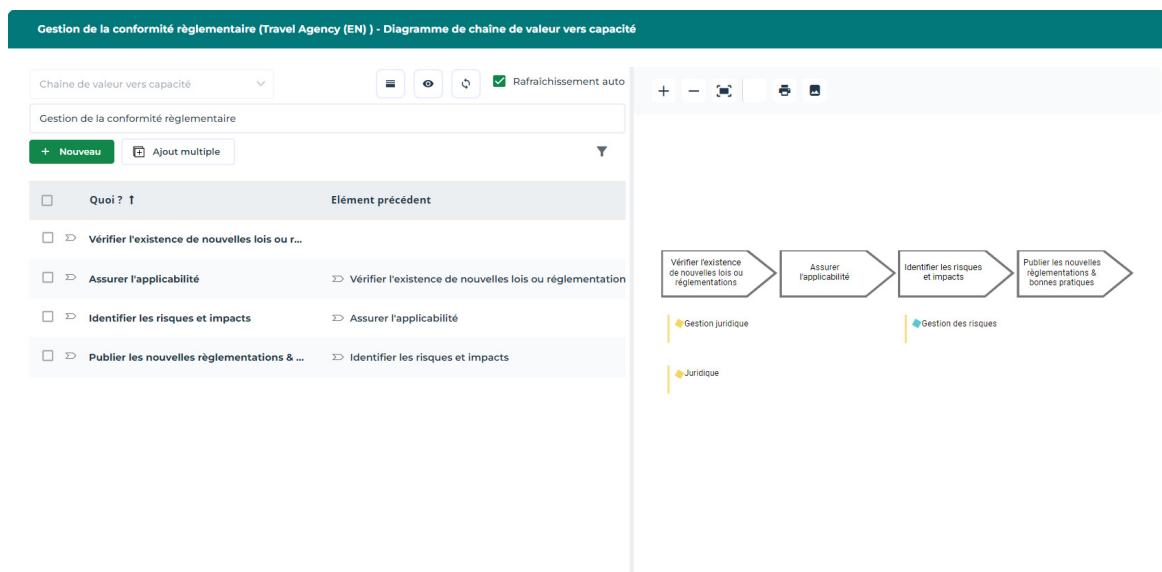 Gestion de la conformité règlementaire (Travel Agency (EN) ) - Diagramme de chaîne de valeur vers capacité
Chaîne de valeur vers capacité
Rafraîchissement auto
Gestion de la conformité règlementaire
+ Nouveau
Ajout multiple
Quoi ? ↑
Elément précédent
Vérifier l'existence de nouvelles lois ou r...
Assurer l'applicabilité
Vérifier l'existence de nouvelles lois ou réglementation
Identifier les risques et impacts
Assurer l'applicabilité
Publier les nouvelles règlementations & ...
Identifier les risques et impacts
Vérifier l'existence
de nouvelles lois ou
réglementations
Assurer
l'applicabilité
Identifier les risques
et impacts
Publier les nouvelles
règlementations &
bonnes pratiques
Gestion juridique
Gestion des risques
Juridique